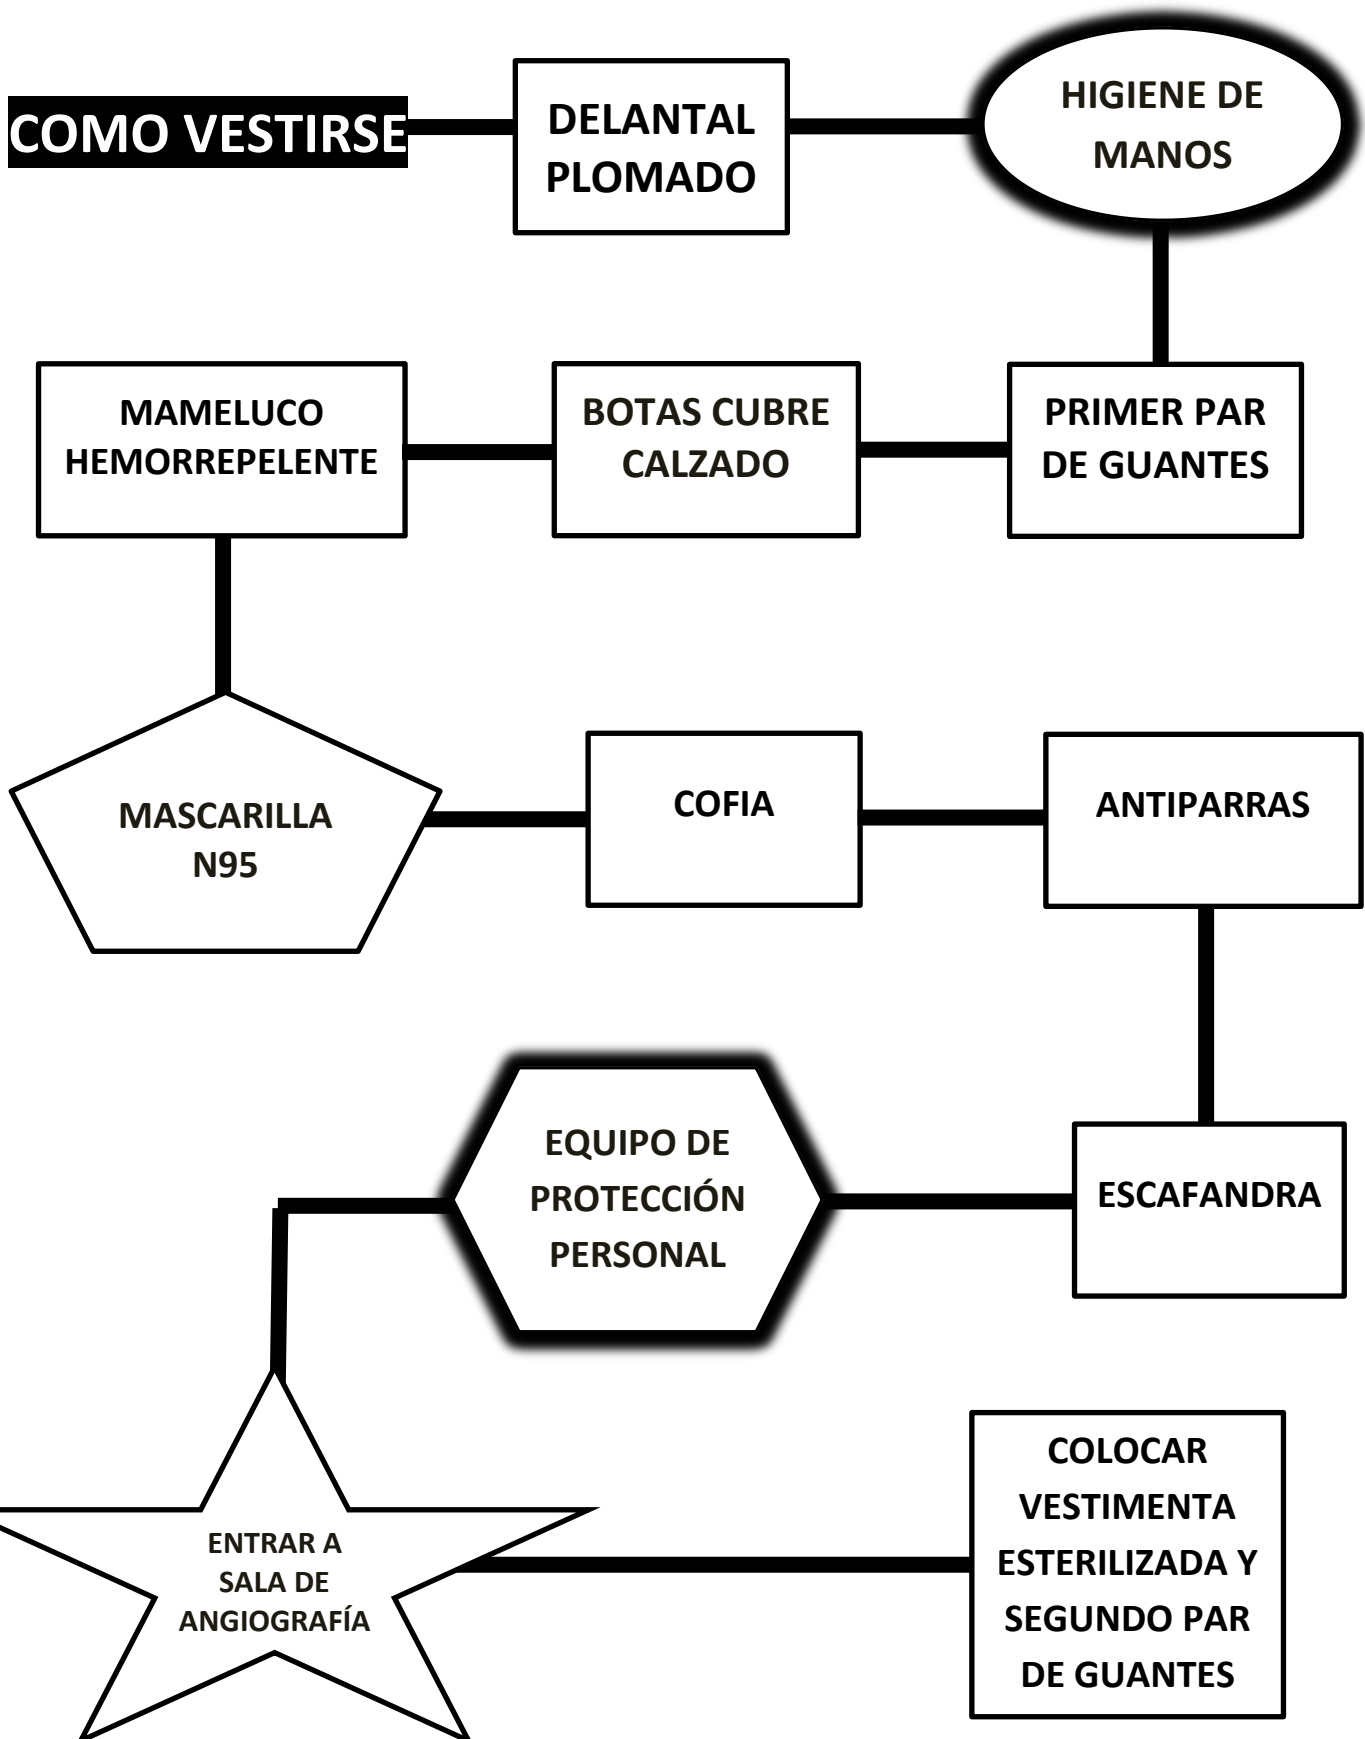 COMO VESTIRSE
DELANTAL
PLOMADO
HIGIENE DE
MANOS
PRIMER PAR
DE GUANTES
BOTAS CUBRE
CALZADO
MAMELUCO
HEMORREPELENTE
MASCARILLA
N95
COFIA
ANTIPARRAS
ESCAFANDRA
EQUIPO DE
PROTECCIÓN
PERSONAL
ENTRAR A
SALA DE
ANGIOGRAFÍA
COLOCAR
VESTIMENTA
ESTERILIZADA Y
SEGUNDO PAR
DE GUANTES